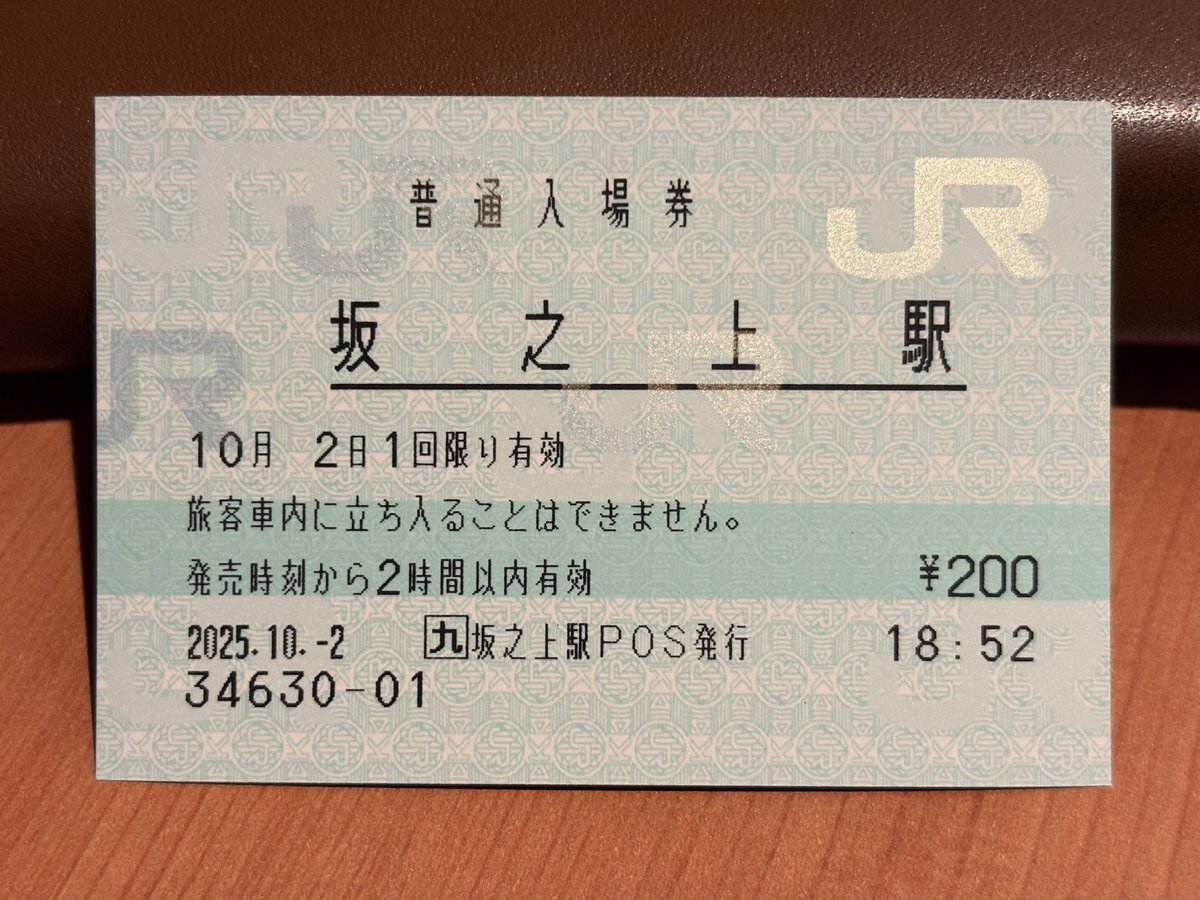 JR
普通入場券
坂之上駅
10月 2日1回限り有効
旅客車内に立ち入ることはできません。
発売時刻から2時間以内有効 ¥200
2025.10.-2 九坂之上駅POS発行 18:52
34630-01